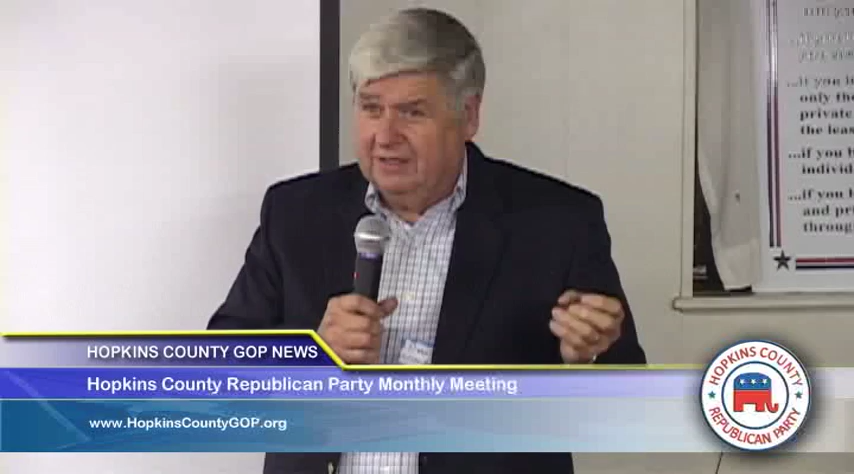 ...if you
only the
private
the leas
...if you
individ
...if you
and pr
throug
HOPKINS COUNTY GOP NEWS
Hopkins County Republican Party Monthly Meeting
www.HopkinsCountyGOP.org
HOPKINS COUNTY
REPUBLICAN PARTY